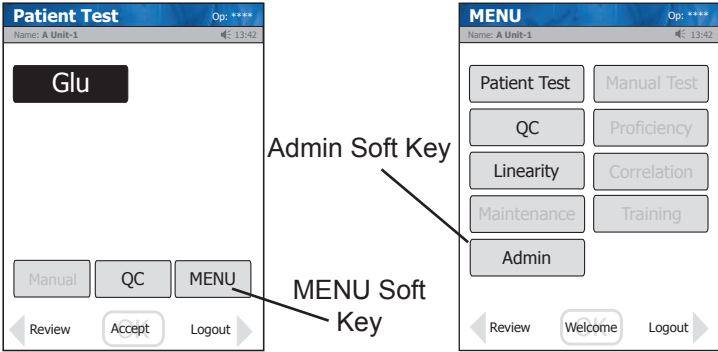 Patient Test
Op: ****
Name: A Unit-1
13:42
Glu
Manual
QC
MENU
Review
OK
Accept
Logout
Admin Soft Key
MENU Soft
Key
MENU
Op: ****
Name: A Unit-1
13:42
Patient Test
Manual Test
QC
Proficiency
Linearity
Correlation
Maintenance
Training
Admin
Review
OK
Welcome
Logout